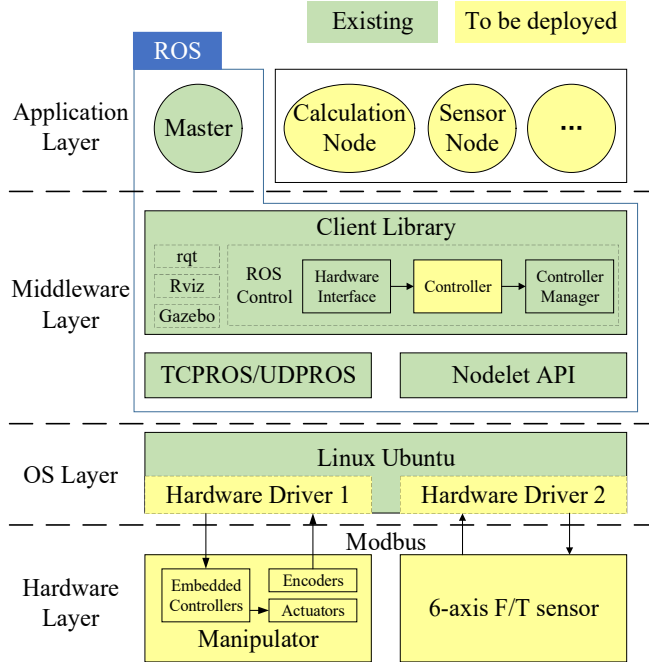 Existing
To be deployed
ROS
Application
Layer
Master
Calculation
Node
Sensor
Node
...
Middleware
Layer
Client Library
rqt
Rviz
Gazebo
ROS
Control
Hardware
Interface
Controller
Controller
Manager
TCPROS/UDPROS
Nodelet API
OS Layer
Linux Ubuntu
Hardware Driver 1
Hardware Driver 2
Modbus
Hardware
Layer
Embedded
Controllers
Encoders
Actuators
Manipulator
6-axis F/T sensor